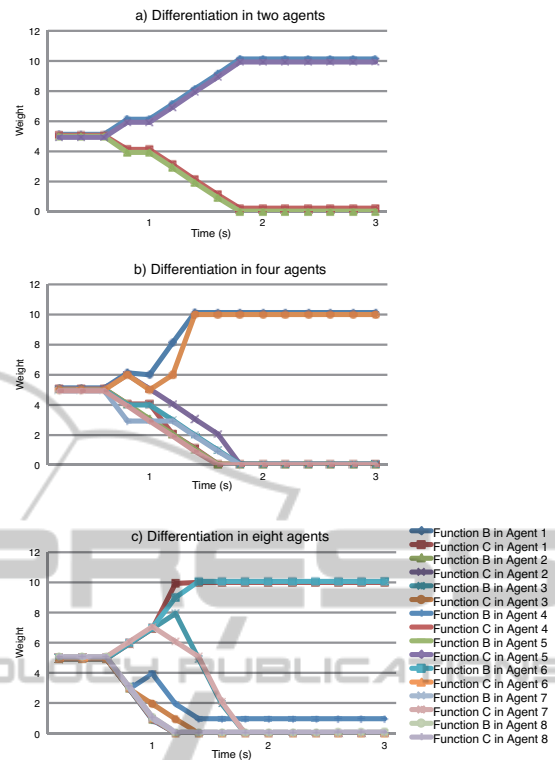 a) Differentiation in two agents
12
10
8
6
4
2
0
Weight
1
2
3
Time (s)
b) Differentiation in four agents
12
10
8
6
4
2
0
Weight
1
2
3
Time (s)
c) Differentiation in eight agents
12
10
8
6
4
2
0
Weight
1
2
3
Time (s)
Function B in Agent 1
Function C in Agent 1
Function B in Agent 2
Function C in Agent 2
Function B in Agent 3
Function C in Agent 3
Function B in Agent 4
Function C in Agent 4
Function B in Agent 5
Function C in Agent 5
Function B in Agent 6
Function C in Agent 6
Function B in Agent 7
Function C in Agent 7
Function B in Agent 8
Function C in Agent 8
PRES
OLOGY PUBLICATIONS